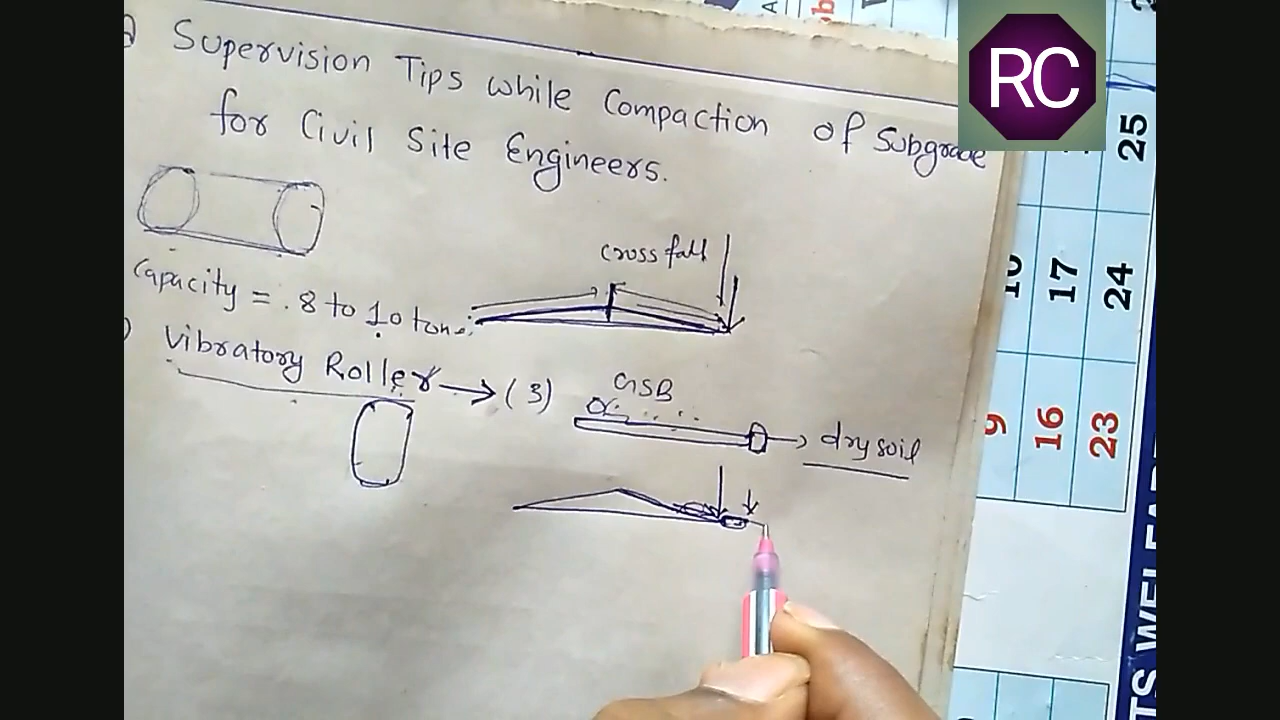 Supervision Tips while Compaction of Subgrade
for Civil Site Engineers.
cross fall
Capacity = . 8 to 10 tons.
Vibratory Roller → (3)
GSB
→ dry soil
RC
25
17
24
9
16
23